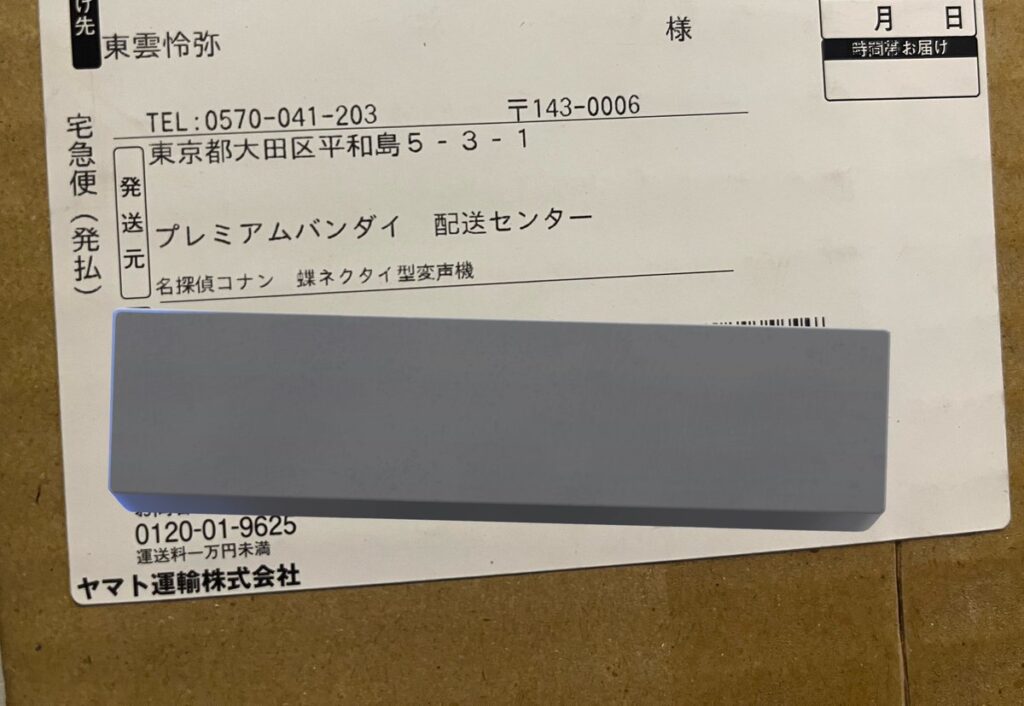 け先
東雲怜弥 様
月 日
時間帯お届け
宅急便(発払)
発送元
TEL:0570-041-203 〒143-0006
東京都大田区平和島5-3-1
プレミアムバンダイ 配送センター
名探偵コナン 蝶ネクタイ型変声機
0120-01-9625
運送料一万円未満
ヤマト運輸株式会社